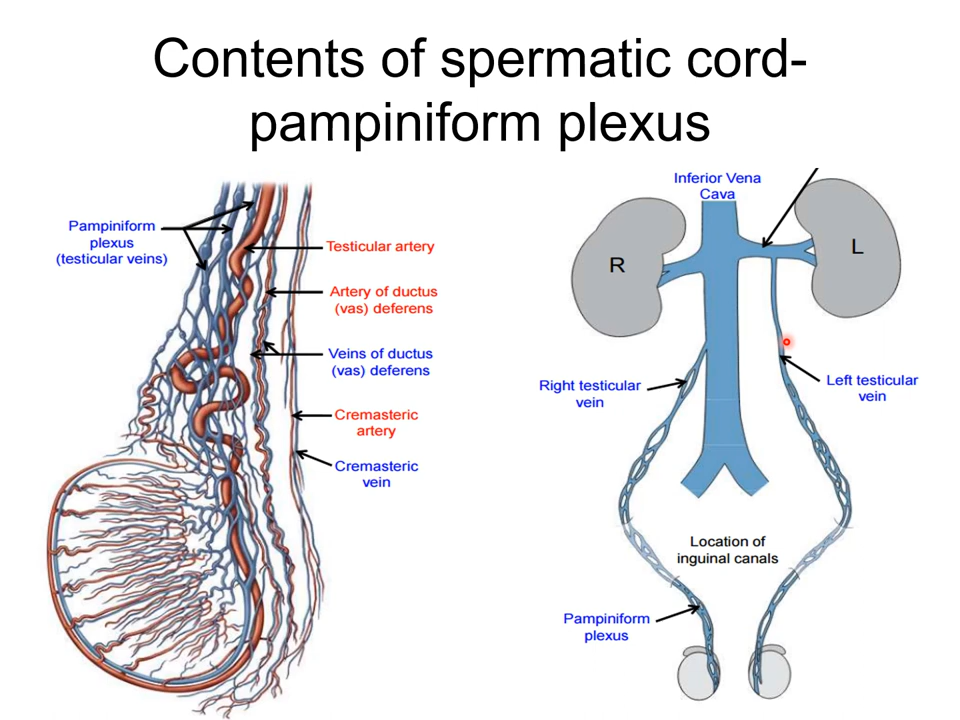 Contents of spermatic cord-
pampiniform plexus
Pampiniform
plexus
(testicular veins)
Testicular artery
Artery of ductus
(vas) deferens
Veins of ductus
(vas) deferens
Cremasteric
artery
Cremasteric
vein
Inferior Vena
Cava
R
L
Right testicular
vein
Left testicular
vein
Location of
inguinal canals
Pampiniform
plexus